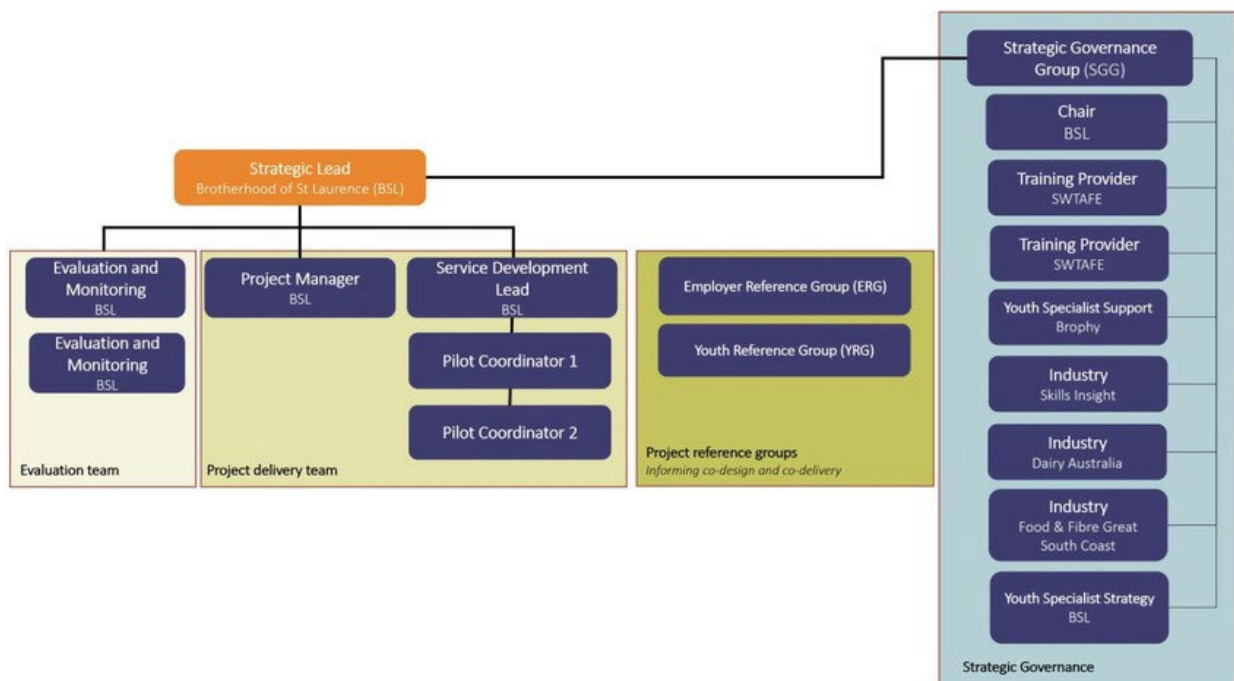 Strategic Governance
Group (SGG)
Chair
BSL
Training Provider
SWTAFE
Training Provider
SWTAFE
Youth Specialist Support
Brophy
Industry
Skills Insight
Industry
Dairy Australia
Industry
Food & Fibre Great
South Coast
Youth Specialist Strategy
BSL
Strategic Governance
Strategic Lead
Brotherhood of St Laurence (BSL)
Evaluation and
Monitoring
BSL
Evaluation and
Monitoring
BSL
Evaluation team
Project Manager
BSL
Service Development
Lead
BSL
Pilot Coordinator 1
Pilot Coordinator 2
Project delivery team
Employer Reference Group (ERG)
Youth Reference Group (YRG)
Project reference groups
Informing co-design and co-delivery